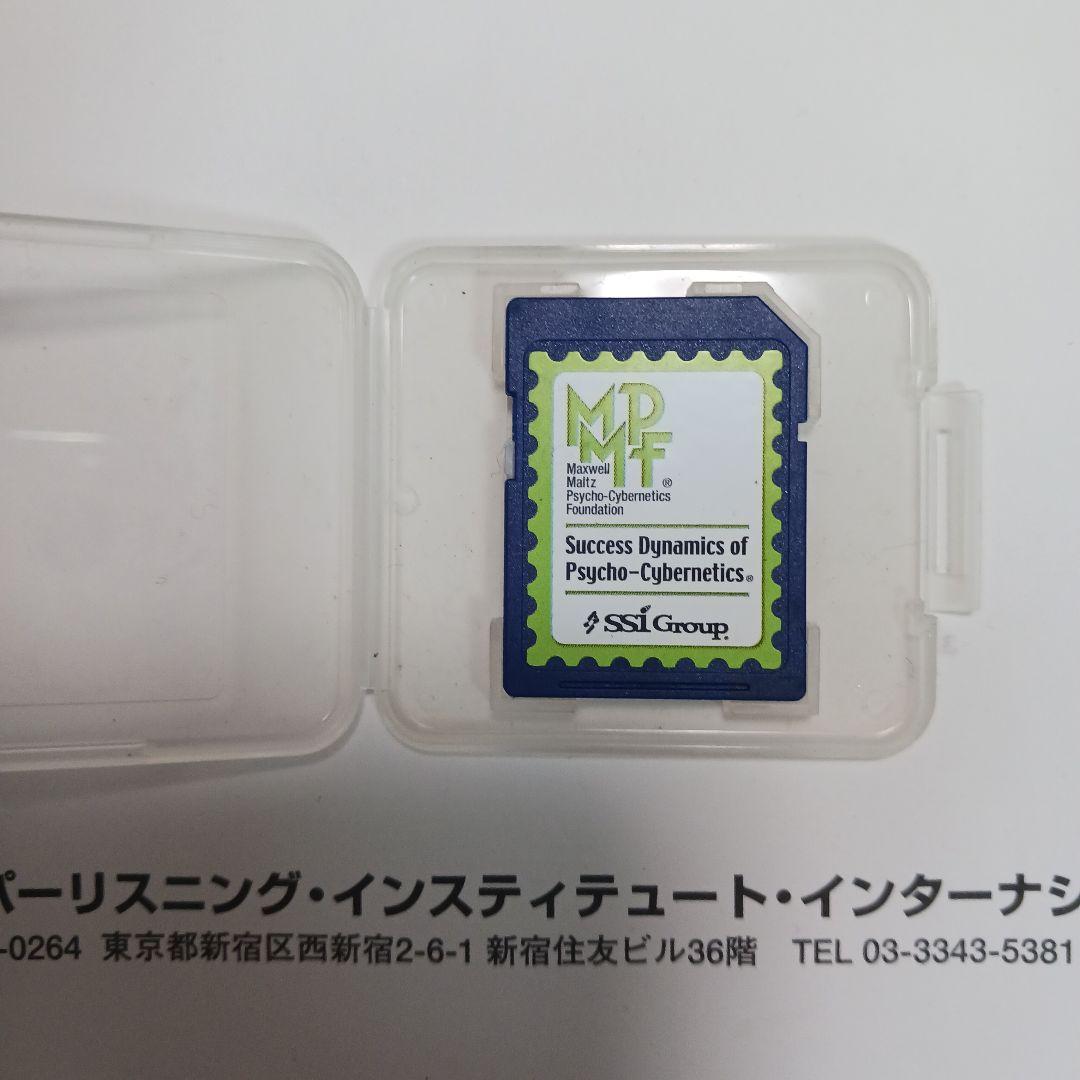 MP
Mf
Maxwell
Maltz ®
Psycho-Cybernetics
Foundation
Success Dynamics of
Psycho-Cybernetics®
SSi Group®
パーリスニング・インスティテュート・インターナシ
-0264 東京都新宿区西新宿2-6-1 新宿住友ビル36階 TEL 03-3343-5381